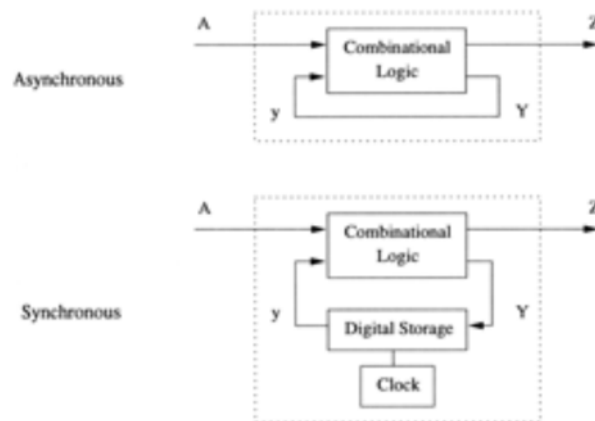 A
Z
Combinational
Logic
Asynchronous
y
Y
A
Z
Combinational
Logic
Synchronous
y
Y
Digital Storage
Clock